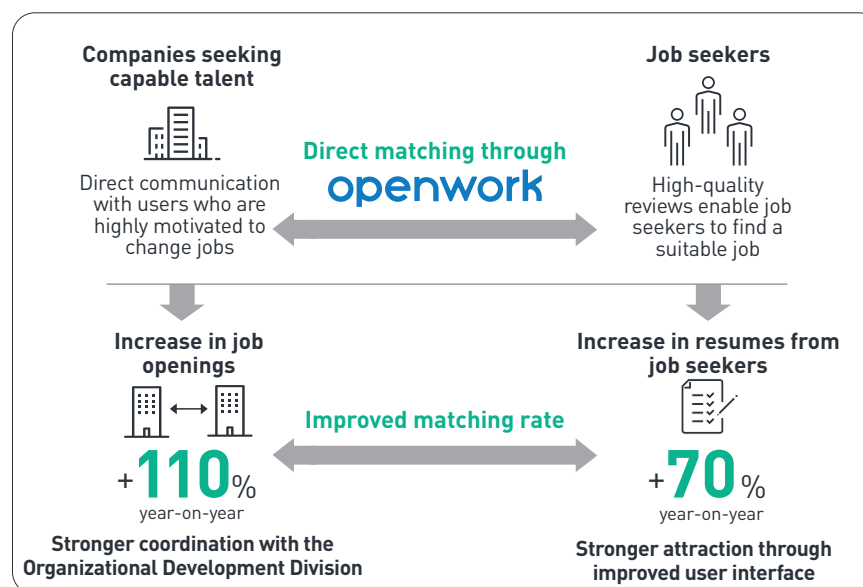 Companies seeking
capable talent
Direct communication
with users who are
highly motivated to
change jobs
Direct matching through
openwork
Job seekers
High-quality
reviews enable job
seekers to find a
suitable job
Increase in job
openings
+110%
year-on-year
Stronger coordination with the
Organizational Development Division
Improved matching rate
Increase in resumes from
job seekers
+70%
year-on-year
Stronger attraction through
improved user interface